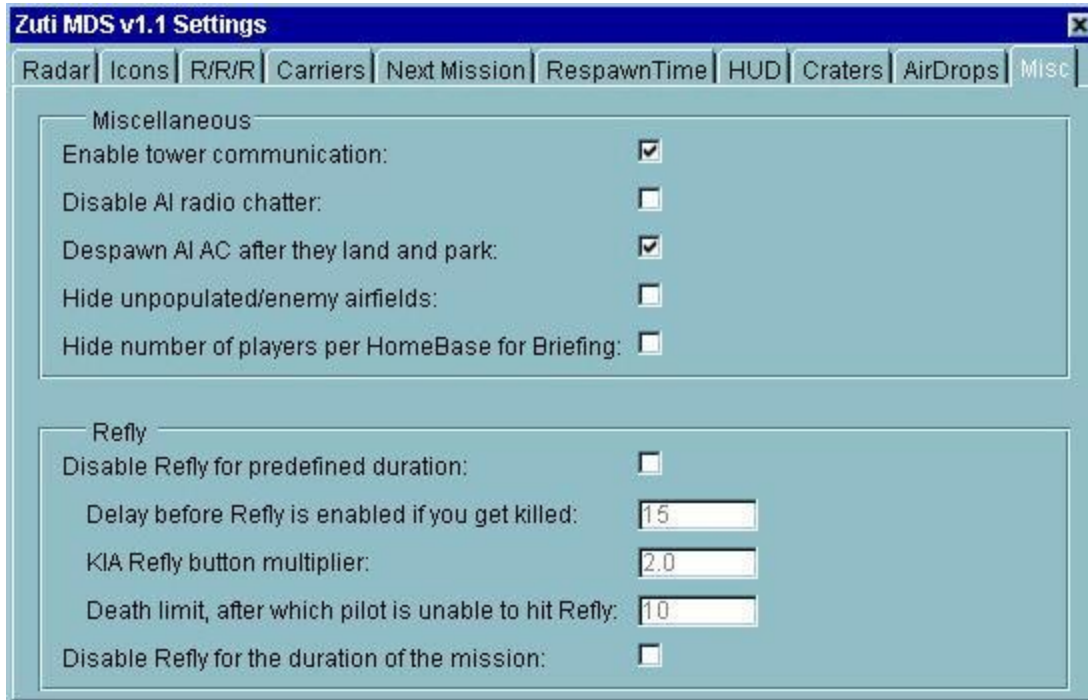 Zuti MDS v1.1 Settings
Radar Icons R/R/R Carriers Next Mission RespawnTime HUD Craters AirDrops Misc
Miscellaneous
Enable tower communication:
Disable AI radio chatter:
Despawn AI AC after they land and park:
Hide unpopulated/enemy airfields:
Hide number of players per HomeBase for Briefing:
Refly
Disable Refly for predefined duration:
Delay before Refly is enabled if you get killed: 15
KIA Refly button multiplier: 2.0
Death limit, after which pilot is unable to hit Refly: 10
Disable Refly for the duration of the mission: